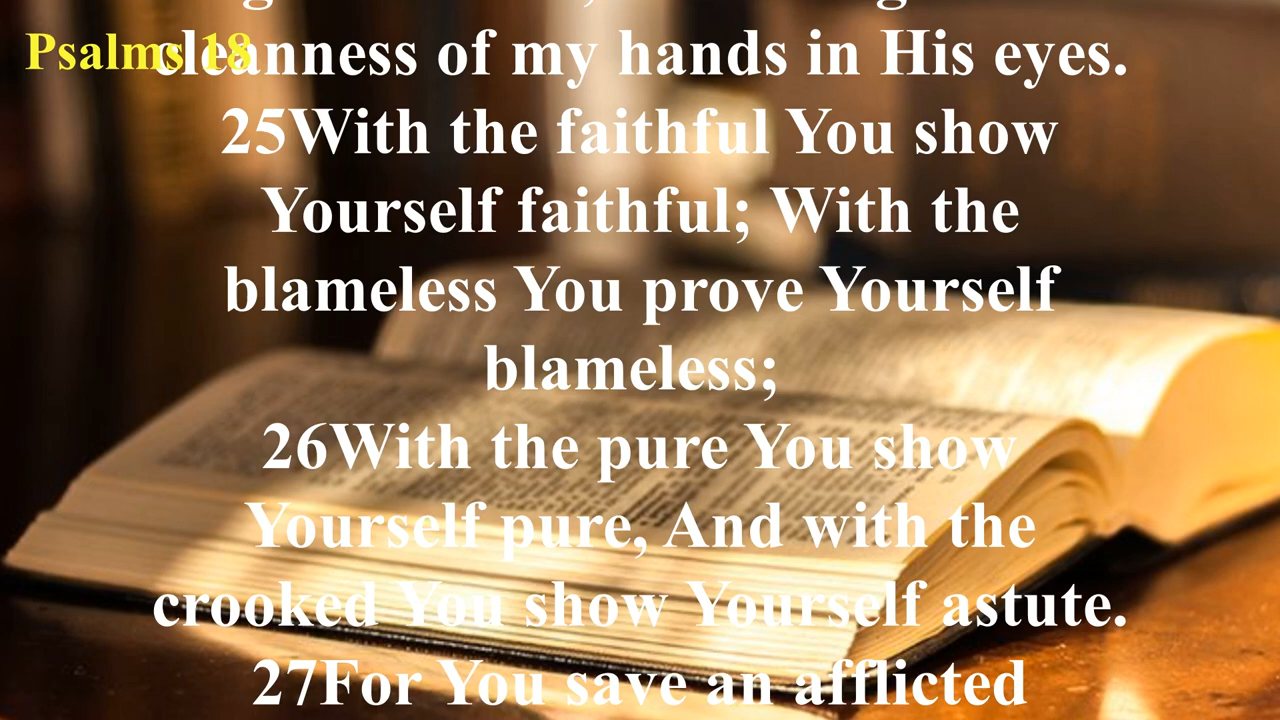 Psalms 18
cleanness of my hands in His eyes.
25With the faithful You show
Yourself faithful; With the
blameless You prove Yourself
blameless;
26With the pure You show
Yourself pure, And with the
crooked You show Yourself astute.
27For You save an afflicted